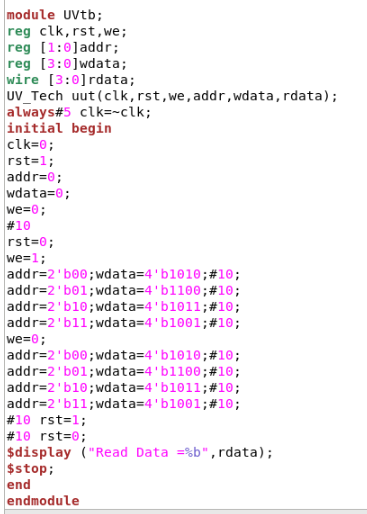 module UVtb;
reg clk,rst,we;
reg [1:0]addr;
reg [3:0]wdata;
wire [3:0]rdata;
UV_Tech uut(clk,rst,we,addr,wdata,rdata);
always#5 clk=~clk;
initial begin
clk=0;
rst=1;
addr=0;
wdata=0;
we=0;
#10
rst=0;
we=1;
addr=2'b00;wdata=4'b1010;#10;
addr=2'b01;wdata=4'b1100;#10;
addr=2'b10;wdata=4'b1011;#10;
addr=2'b11;wdata=4'b1001;#10;
we=0;
addr=2'b00;wdata=4'b1010;#10;
addr=2'b01;wdata=4'b1100;#10;
addr=2'b10;wdata=4'b1011;#10;
addr=2'b11;wdata=4'b1001;#10;
#10 rst=1;
#10 rst=0;
$display ("Read Data =%b",rdata);
$stop;
end
endmodule